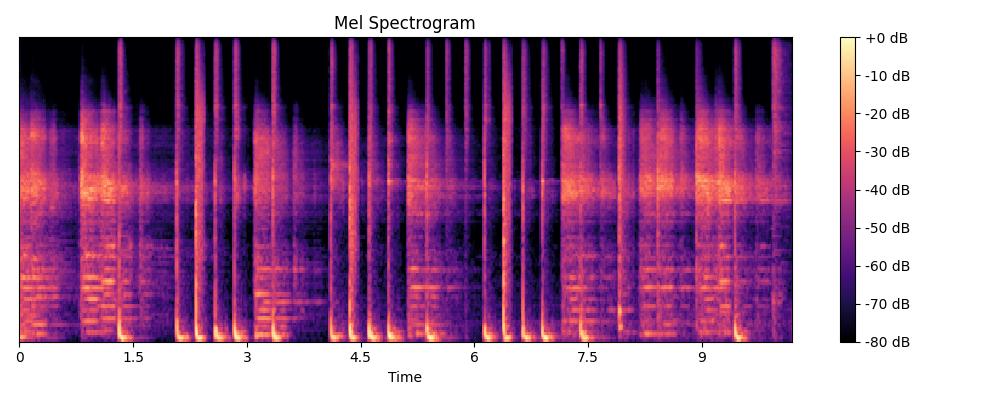 Mel Spectrogram
+0 dB
-10 dB
-20 dB
-30 dB
-40 dB
-50 dB
-60 dB
-70 dB
-80 dB
0 1.5 3 4.5 6 7.5 9
Time